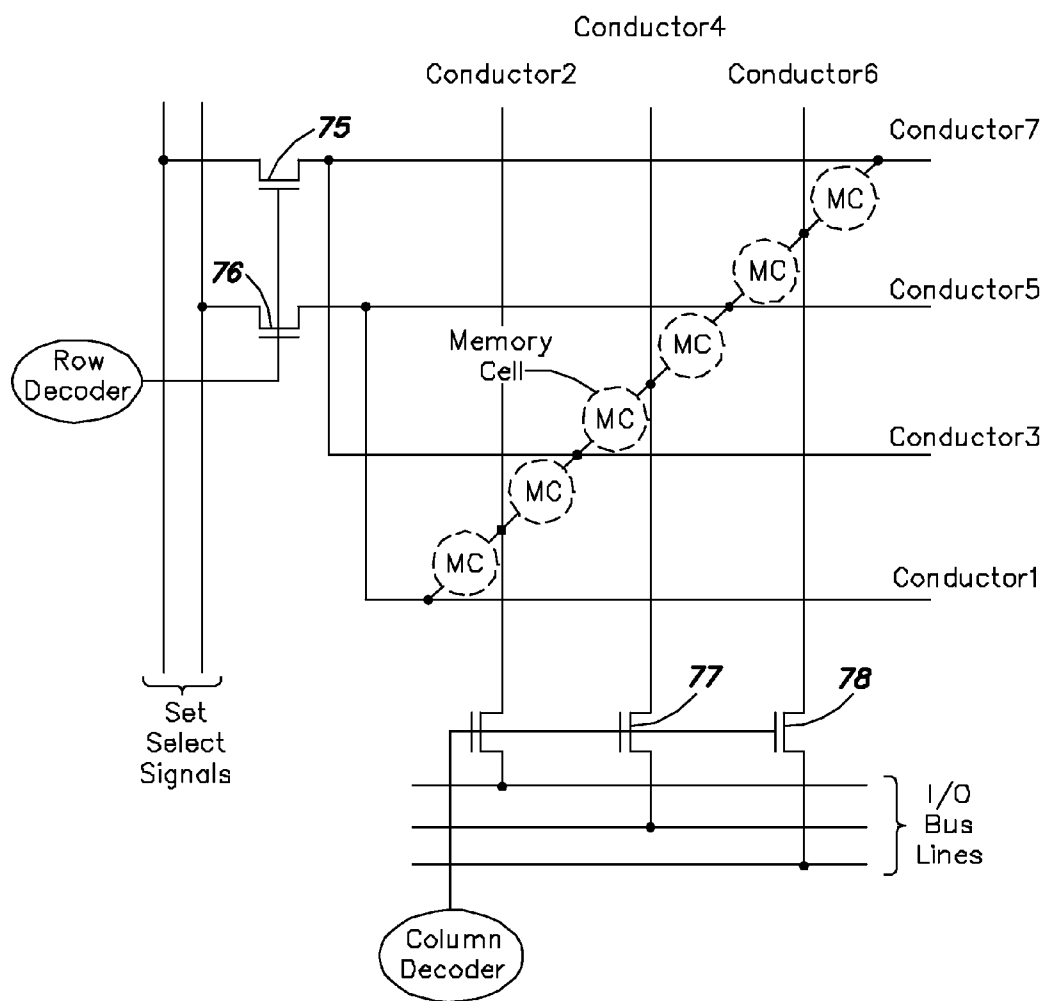 Conductor4
Conductor2
Conductor6
75
Conductor7
MC
76
MC
Conductor5
Row
Decoder
Memory
Cell
MC
MC
Conductor3
MC
MC
Conductor1
77
78
Set
Select
Signals
I/O
Bus
Lines
Column
Decoder